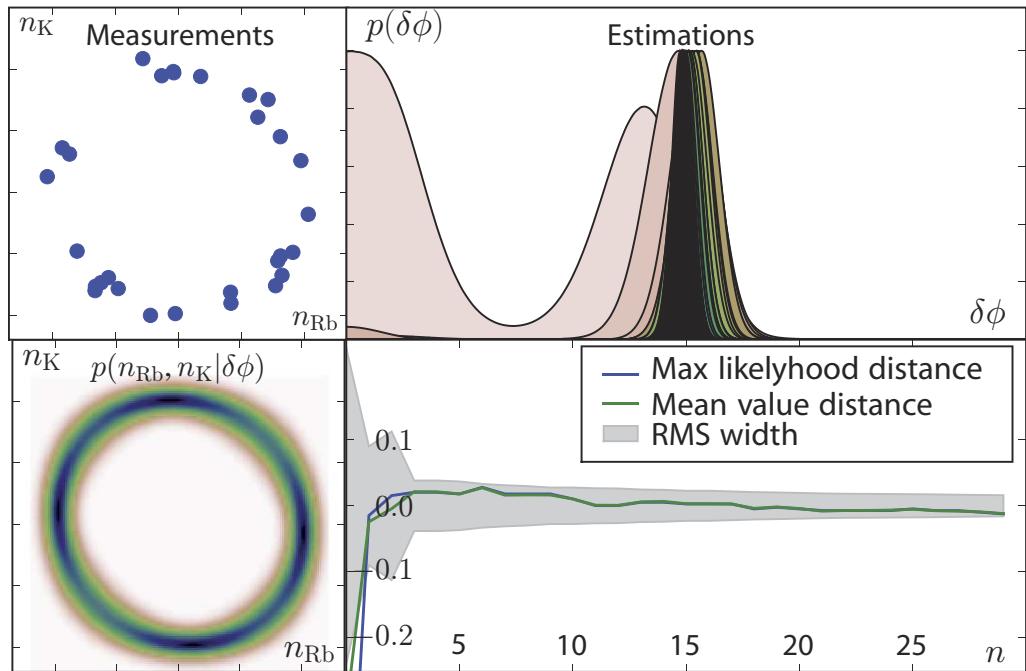 n_K
Measurements
n_Rb
p(δϕ)
Estimations
δϕ
n_K
p(n_Rb, n_K|δϕ)
n_Rb
Max likelyhood distance
Mean value distance
RMS width
0.1
0.0
−0.1
−0.2
5 10 15 20 25 n